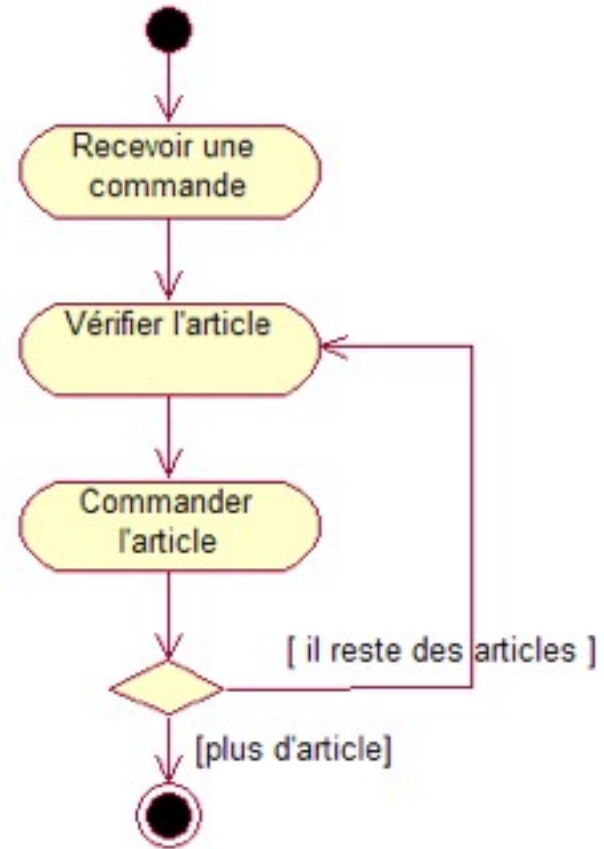 Recevoir une
commande
Vérifier l'article
Commander
l'article
[ il reste des articles ]
[plus d'article]